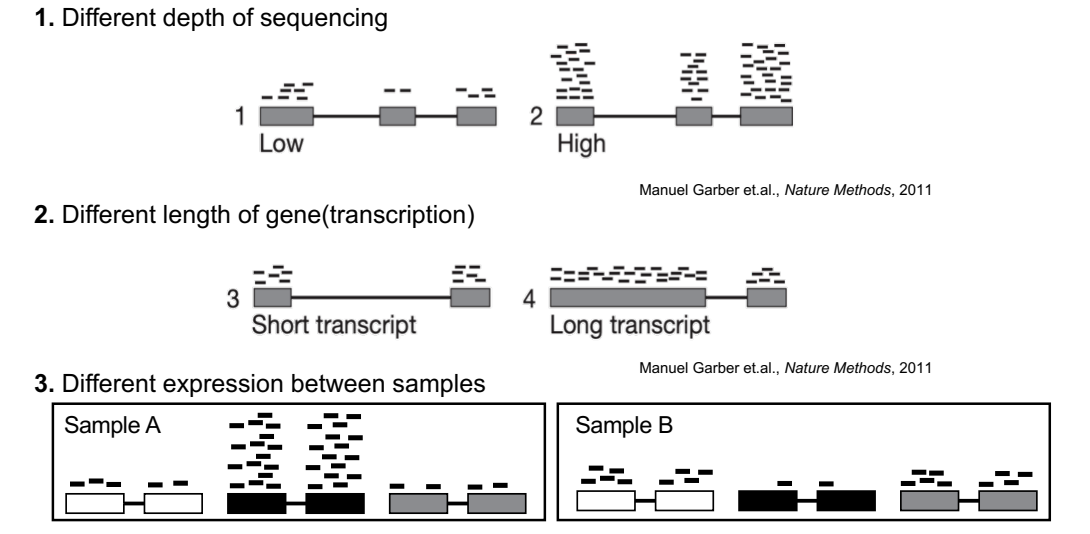 1. Different depth of sequencing
1
Low
2
High
Manuel Garber et.al., Nature Methods, 2011
2. Different length of gene(transcription)
3
Short transcript
4
Long transcript
Manuel Garber et.al., Nature Methods, 2011
3. Different expression between samples
Sample A
Sample B